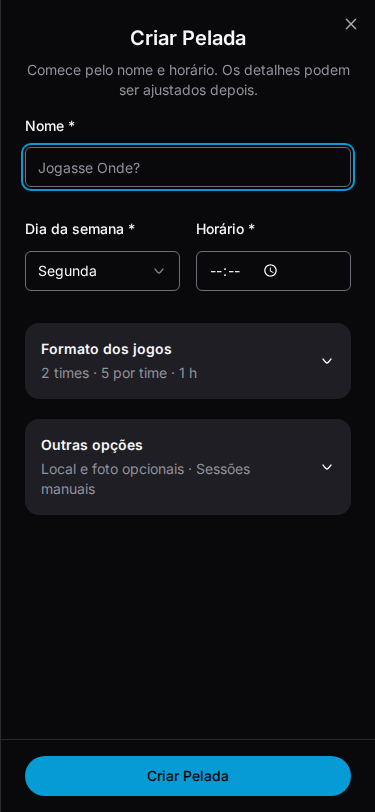 Criar Pelada
Comece pelo nome e horário. Os detalhes podem
ser ajustados depois.
Nome *
Jogasse Onde?
Dia da semana *
Horário *
Segunda
--:--
Formato dos jogos
2 times · 5 por time · 1 h
Outras opções
Local e foto opcionais · Sessões
manuais
Criar Pelada